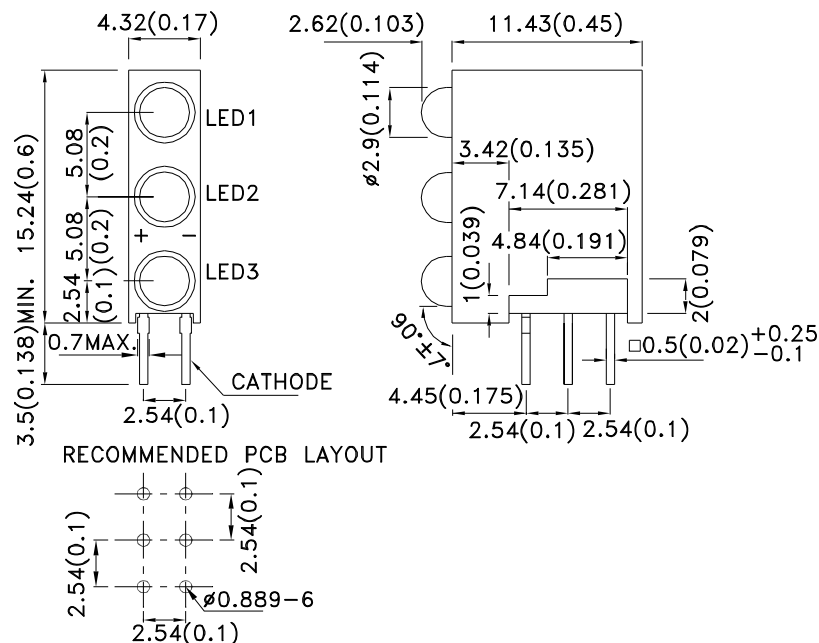 4.32(0.17)
2.62(0.103)
11.43(0.45)
LED1
5.08
(0.2)
15.24(0.6)
ø2.9(0.114)
3.42(0.135)
LED2
7.14(0.281)
+ −
5.08
(0.2)
4.84(0.191)
1(0.039)
LED3
2.54
(0.1)
2(0.079)
3.5(0.138)MIN.
0.7MAX.
90°±7°
□0.5(0.02)+0.25
−0.1
CATHODE
4.45(0.175)
2.54(0.1)
2.54(0.1)
2.54(0.1)
RECOMMENDED PCB LAYOUT
2.54(0.1)
2.54(0.1)
ø0.889−6
2.54(0.1)